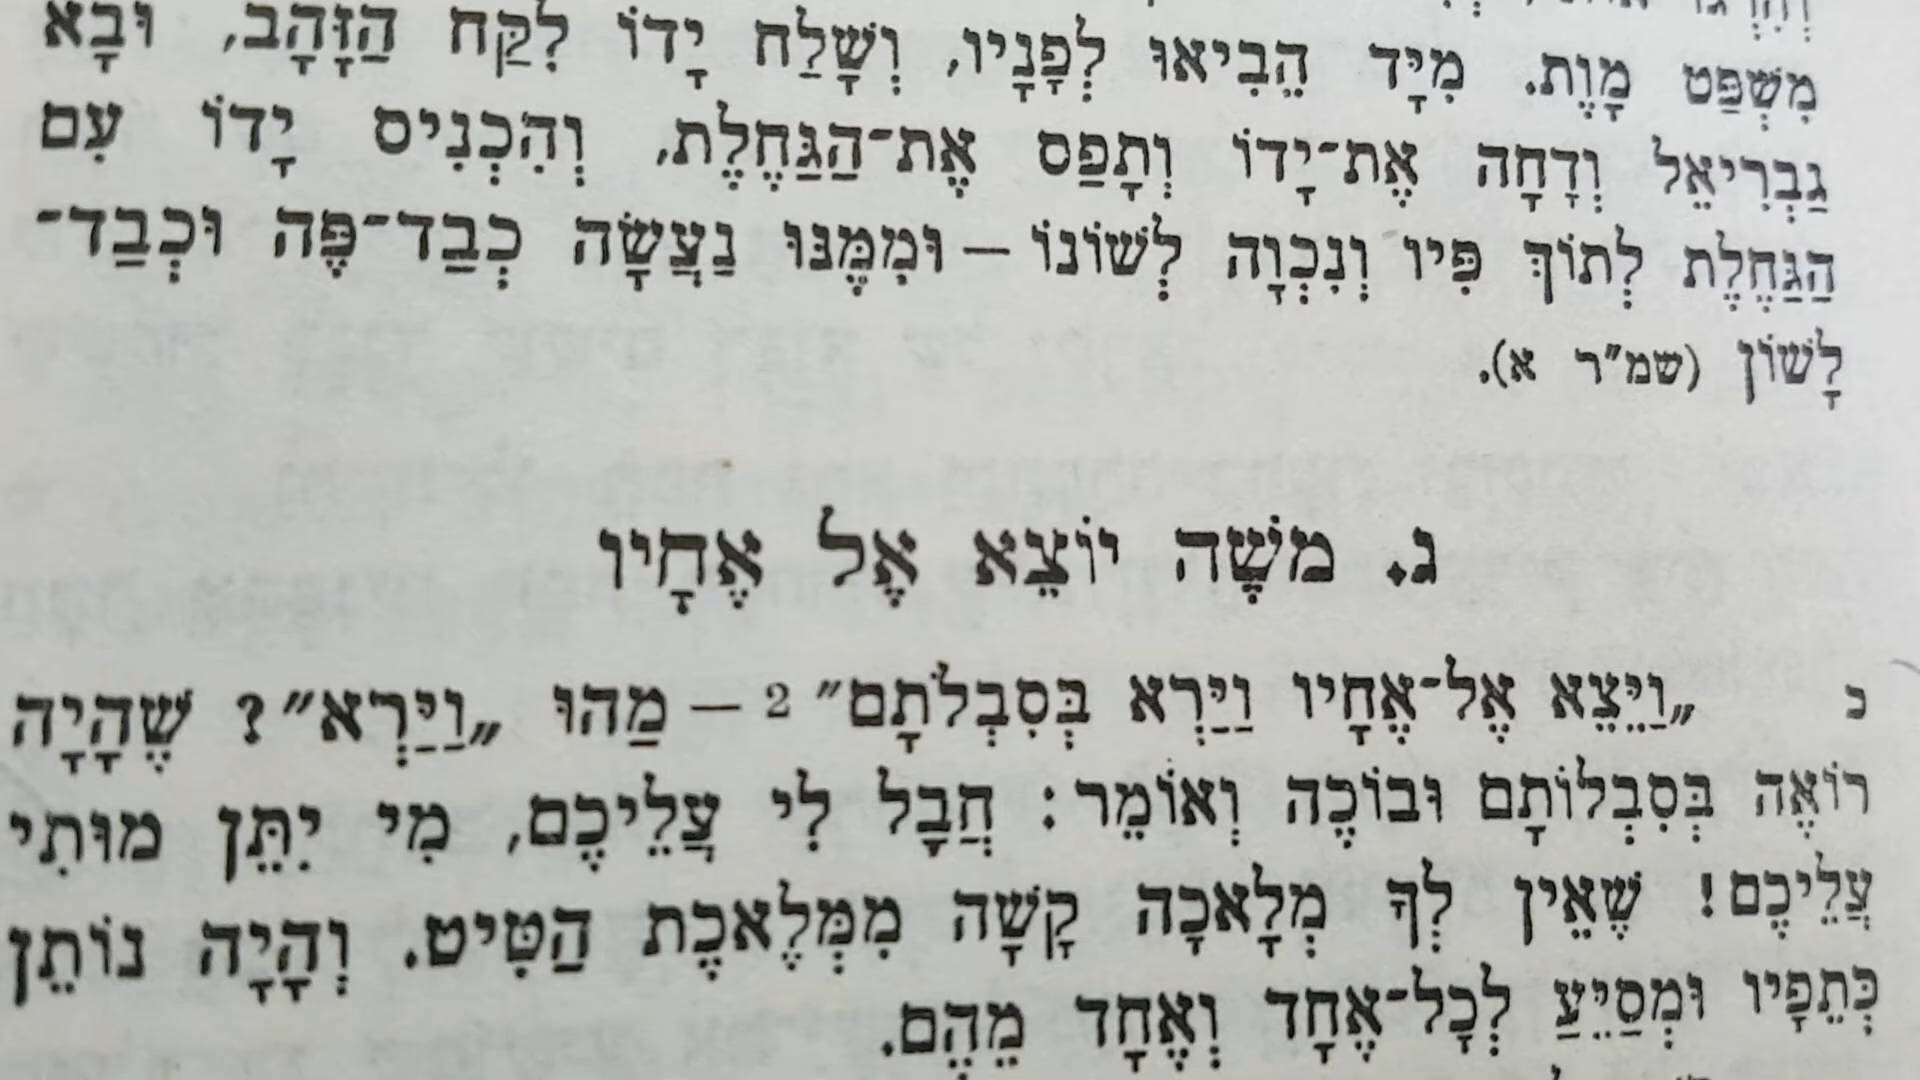 מִשְׁפַּט מָוֶת. מִיָּד הֱבִיאוּ לְפָנָיו, וְשָׁלַח יָדוֹ לִקַּח הַזָּהָב, וּבָא
גַבְרִיאֵל וְדָחָה אֶת־יָדוֹ וְתָפַס אֶת־הַגַּחֶלֶת, וְהִכְנִיס יָדוֹ עִם
הַגַּחֶלֶת לְתוֹךְ פִּיו וְנִכְוָה לְשׁוֹנוֹ – וּמִמֶּנּוּ נַעֲשָׂה כְּבַד־פֶּה וּכְבַד־
לָשׁוֹן (שמ״ר א).
ג. משֶׁה יוֹצֵא אֶל אֶחָיו
כ „וַיֵּצֵא אֶל־אֶחָיו וַיַּרְא בְּסִבְלֹתָם״ 2 – מַהוּ „וַיַּרְא״? שֶׁהָיָה
רוֹאֶה בְּסִבְלוֹתָם וּבוֹכֶה וְאוֹמֵר: חֲבָל לִי עֲלֵיכֶם, מִי יִתֵּן מוּתִי
עֲלֵיכֶם! שֶׁאֵין לְךָ מְלָאכָה קָשָׁה מִמְּלֶאכֶת הַטִּיט. וְהָיָה נוֹתֵן
כְּתֵפָיו וּמְסַיֵּעַ לְכָל־אֶחָד וְאֶחָד מֵהֶם.